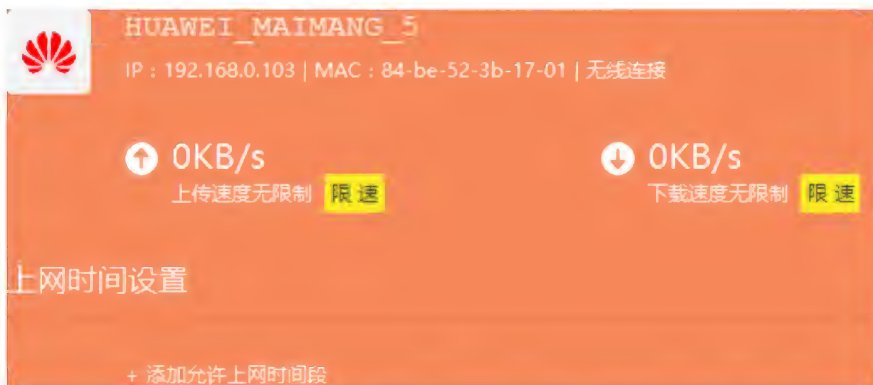 HUAWEI_MAIMANG_5
IP：192.168.0.103 | MAC：84-be-52-3b-17-01 | 无线连接
0KB/s
上传速度无限制 限 速
0KB/s
下载速度无限制 限 速
上网时间设置
+ 添加允许上网时间段